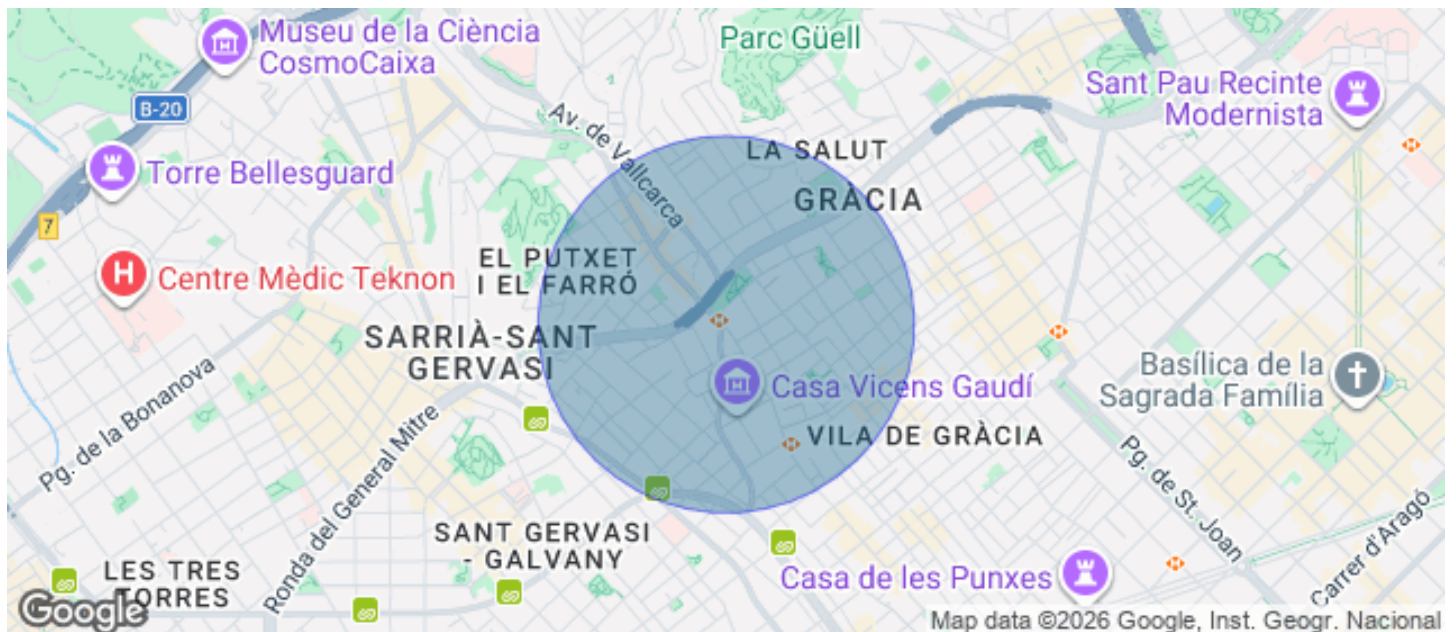 Museu de la Ciència
CosmoCaixa
Parc Güell
Sant Pau Recinte
Modernista
B-20
Av. de Vallcarca
LA SALUT
Torre Bellesguard
GRÀCIA
7
EL PUTXET
I EL FARRÓ
H
Centre Mèdic Teknon
SARRIÀ-SANT
GERVASI
Basílica de la
Sagrada Família
Casa Vicens Gaudí
Pg. de la Bonanova
VILA DE GRÀCIA
Ronda del General Mitre
Pg. de St. Joan
SANT GERVASI
- GALVANY
Carrer d'Aragó
LES TRES
TORRES
Casa de les Punxes
Google
Map data ©2026 Google, Inst. Geogr. Nacional